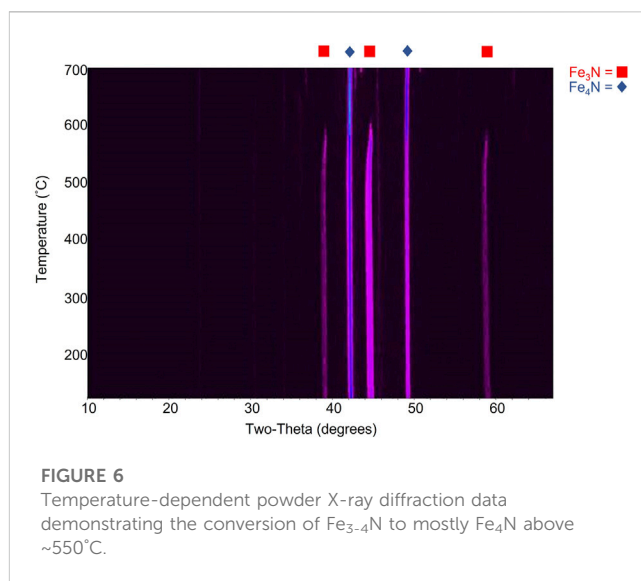 Fe₃N = ■
Fe₄N = ◆
700
600
500
400
300
200
Temperature (˚C)
10 20 30 40 50 60
Two-Theta (degrees)
FIGURE 6
Temperature-dependent powder X-ray diffraction data
demonstrating the conversion of Fe₃₋₄N to mostly Fe₄N above
~550˚C.